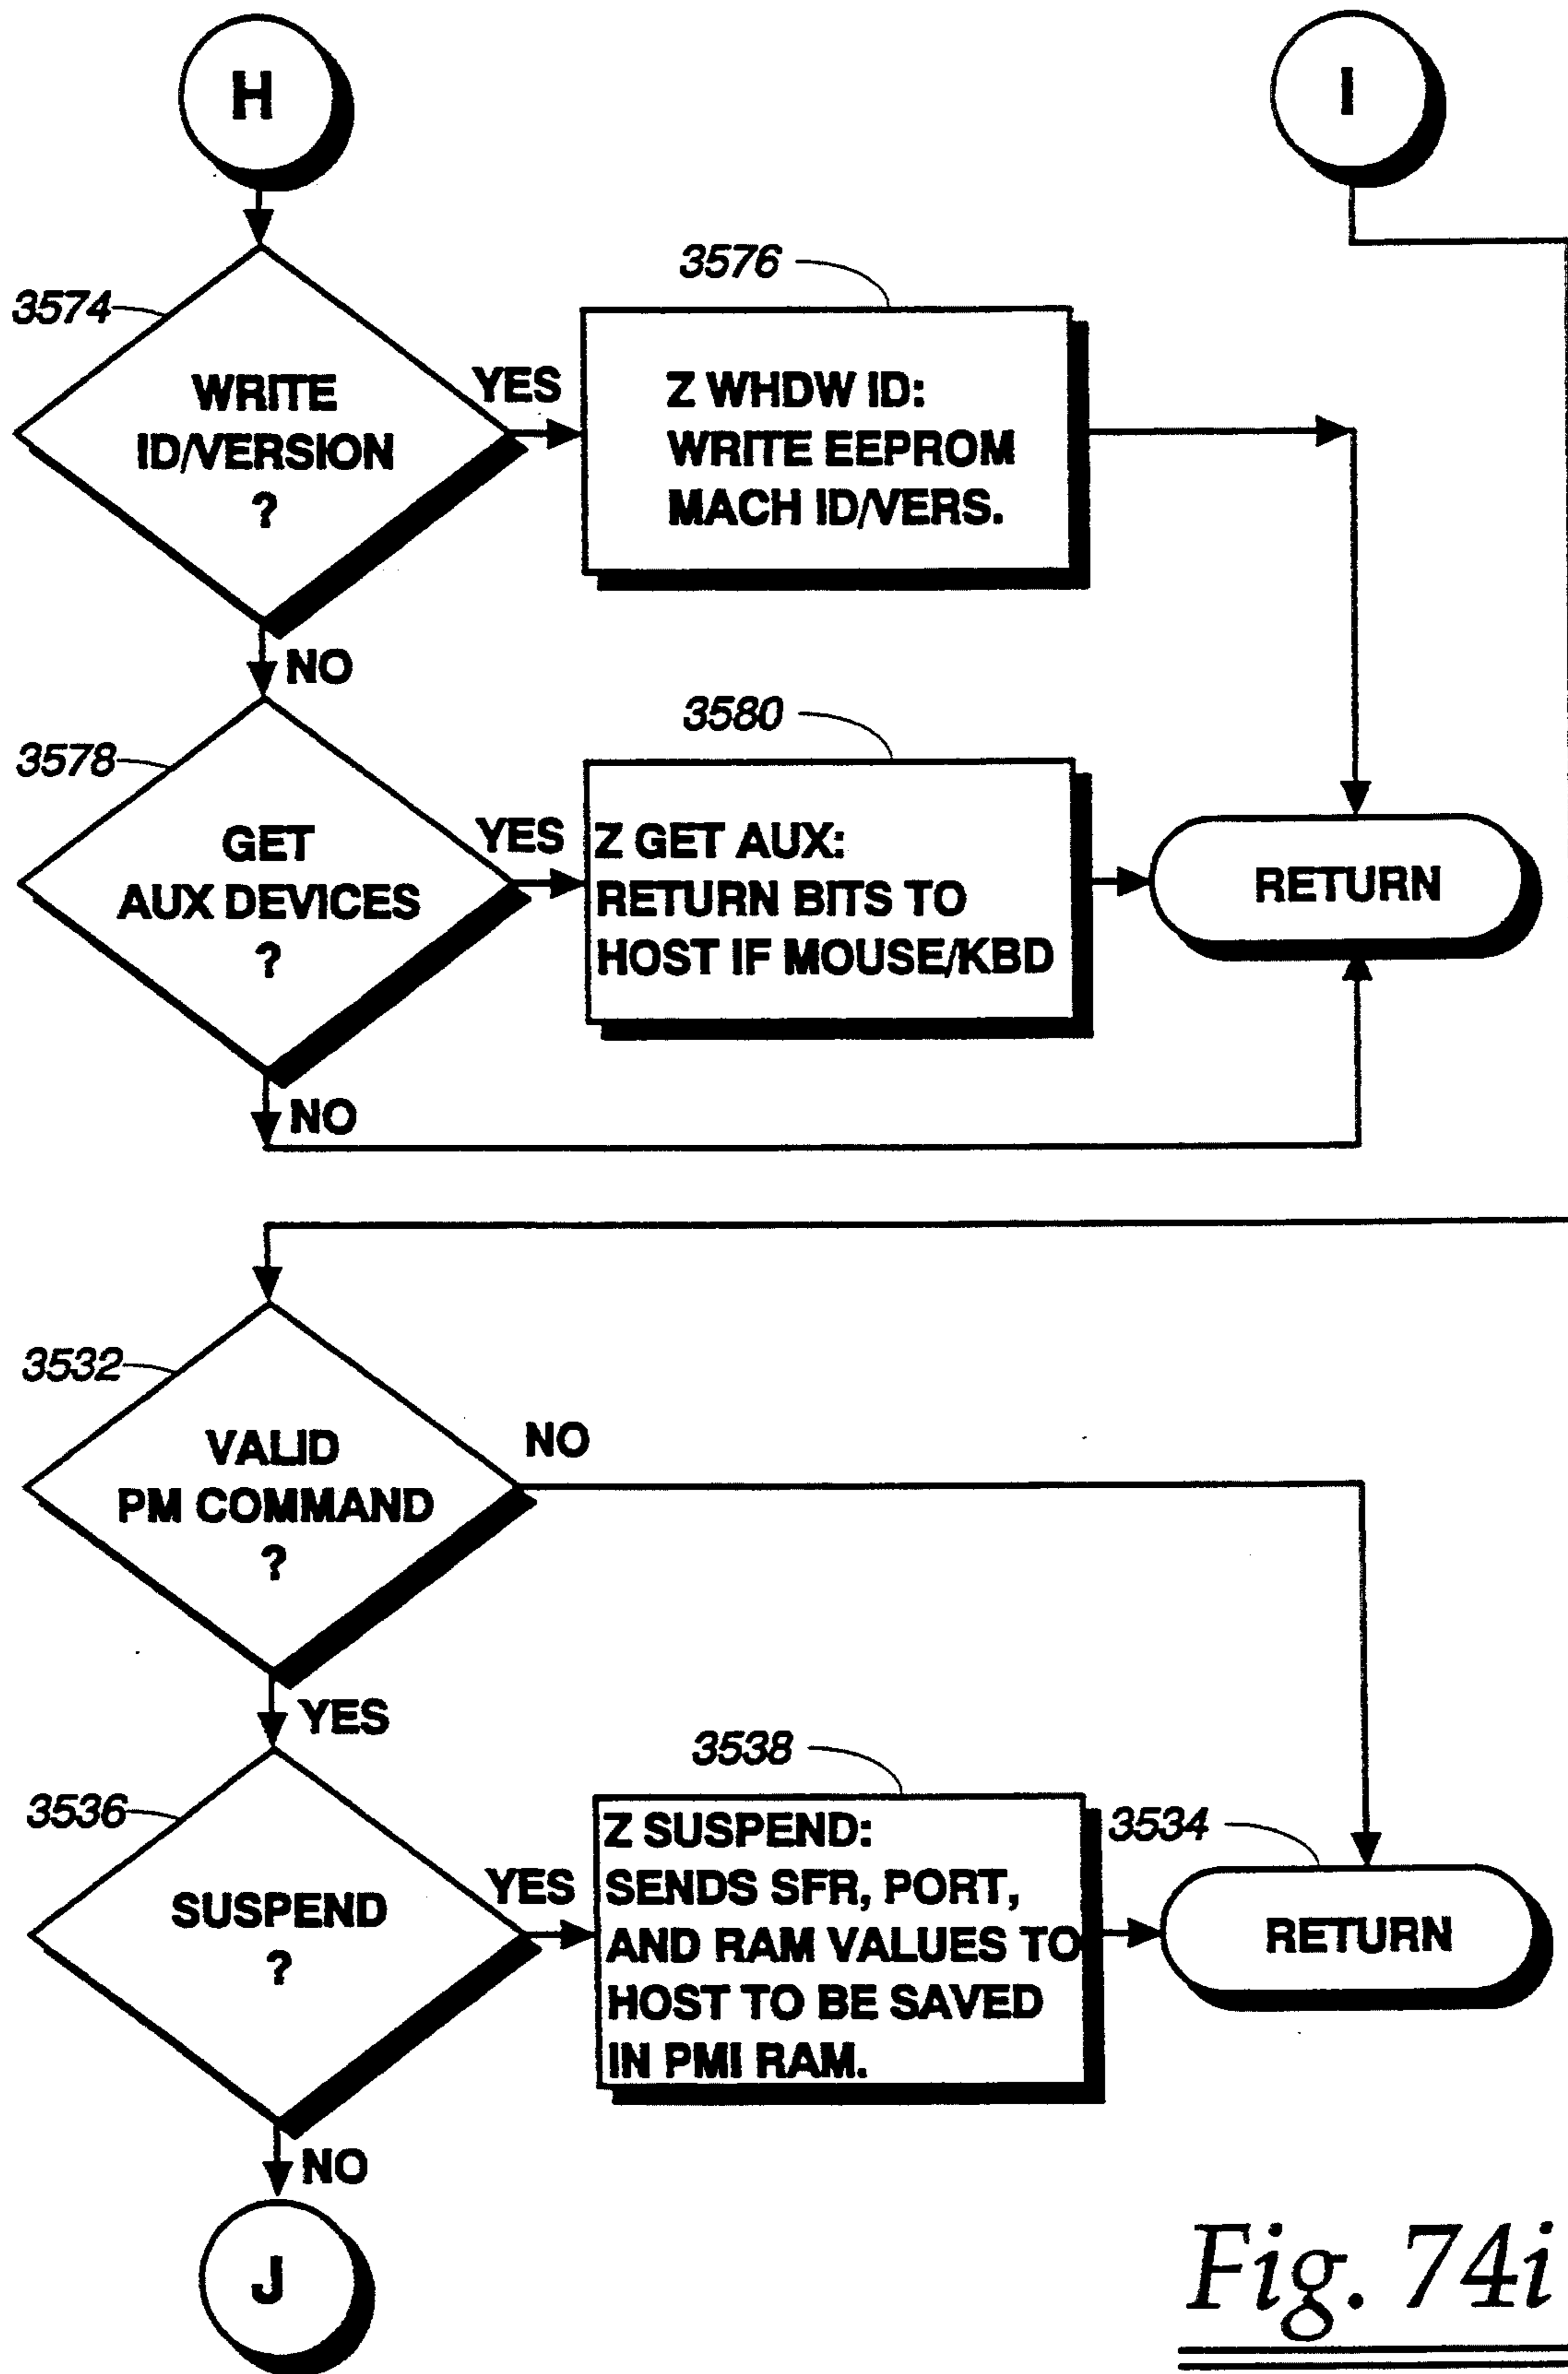 H
I
3574
WRITE
ID/VERSION
?
YES
3576
Z WHDW ID:
WRITE EEPROM
MACH ID/VERS.
NO
3578
GET
AUX DEVICES
?
YES
3580
Z GET AUX:
RETURN BITS TO
HOST IF MOUSE/KBD
RETURN
NO
3532
VALID
PM COMMAND
?
NO
YES
3536
SUSPEND
?
YES
3538
Z SUSPEND:
SENDS SFR, PORT,
AND RAM VALUES TO
HOST TO BE SAVED
IN PMI RAM.
3534
RETURN
NO
J
Fig. 74i